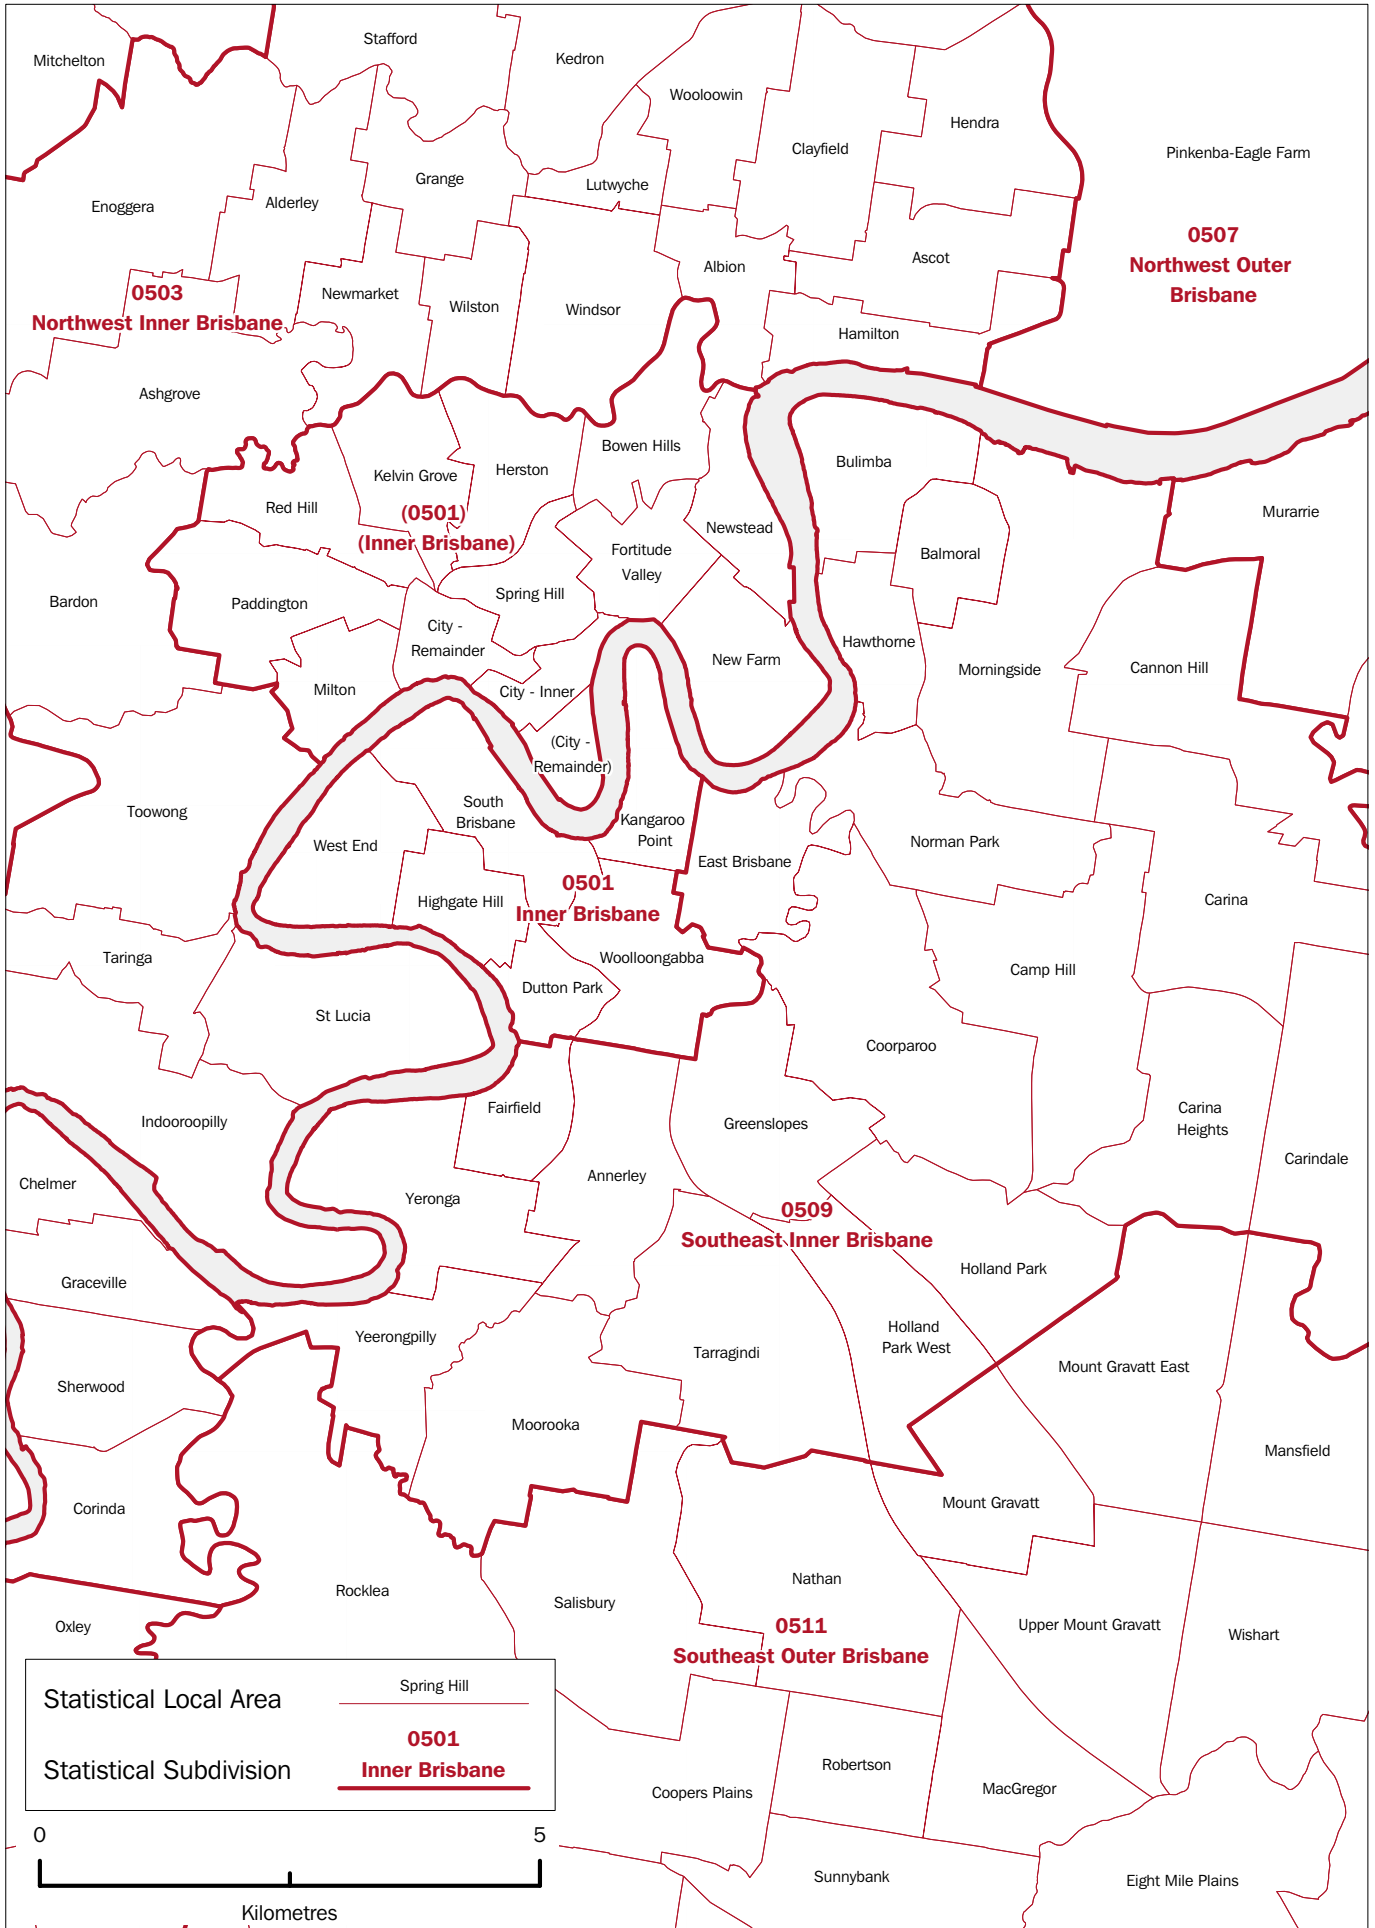 Stafford
Mitchelton
Kedron
Wooloowin
Hendra
Clayfield
Pinkenba-Eagle Farm
Grange
Lutwyche
Enoggera
Alderley
0507
Northwest Outer
Brisbane
Ascot
Albion
0503
Northwest Inner Brisbane
Newmarket
Wilston
Windsor
Hamilton
Ashgrove
Bowen Hills
Bulimba
Kelvin Grove
Herston
Red Hill
(0501)
(Inner Brisbane)
Murarrie
Newstead
Fortitude
Valley
Balmoral
Bardon
Paddington
Spring Hill
City -
Remainder
Hawthorne
New Farm
Morningside
Cannon Hill
Milton
City - Inner
(City -
Remainder)
Toowong
South
Brisbane
Kangaroo
Point
West End
Norman Park
East Brisbane
0501
Inner Brisbane
Highgate Hill
Carina
Taringa
Woolloongabba
Camp Hill
Dutton Park
St Lucia
Coorparoo
Fairfield
Indooroopilly
Greenslopes
Carina
Heights
Carindale
Chelmer
Annerley
Yeronga
0509
Southeast Inner Brisbane
Graceville
Holland Park
Yeerongpilly
Holland
Park West
Tarragindi
Mount Gravatt East
Sherwood
Moorooka
Mansfield
Corinda
Mount Gravatt
Rocklea
Nathan
Salisbury
Oxley
0511
Southeast Outer Brisbane
Upper Mount Gravatt
Wishart
Statistical Local Area
Spring Hill
Statistical Subdivision
0501
Inner Brisbane
Robertson
Coopers Plains
MacGregor
0 5
Kilometres
Sunnybank
Eight Mile Plains